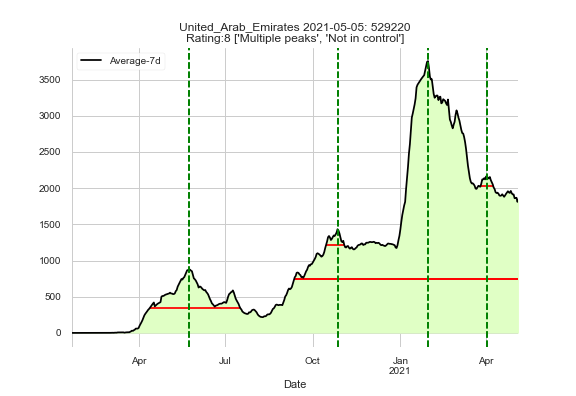 United_Arab_Emirates 2021-05-05: 529220
Rating:8 ['Multiple peaks', 'Not in control']
Average-7d
3500
3000
2500
2000
1500
1000
500
0
Apr
Jul
Oct
Jan
2021
Apr
Date